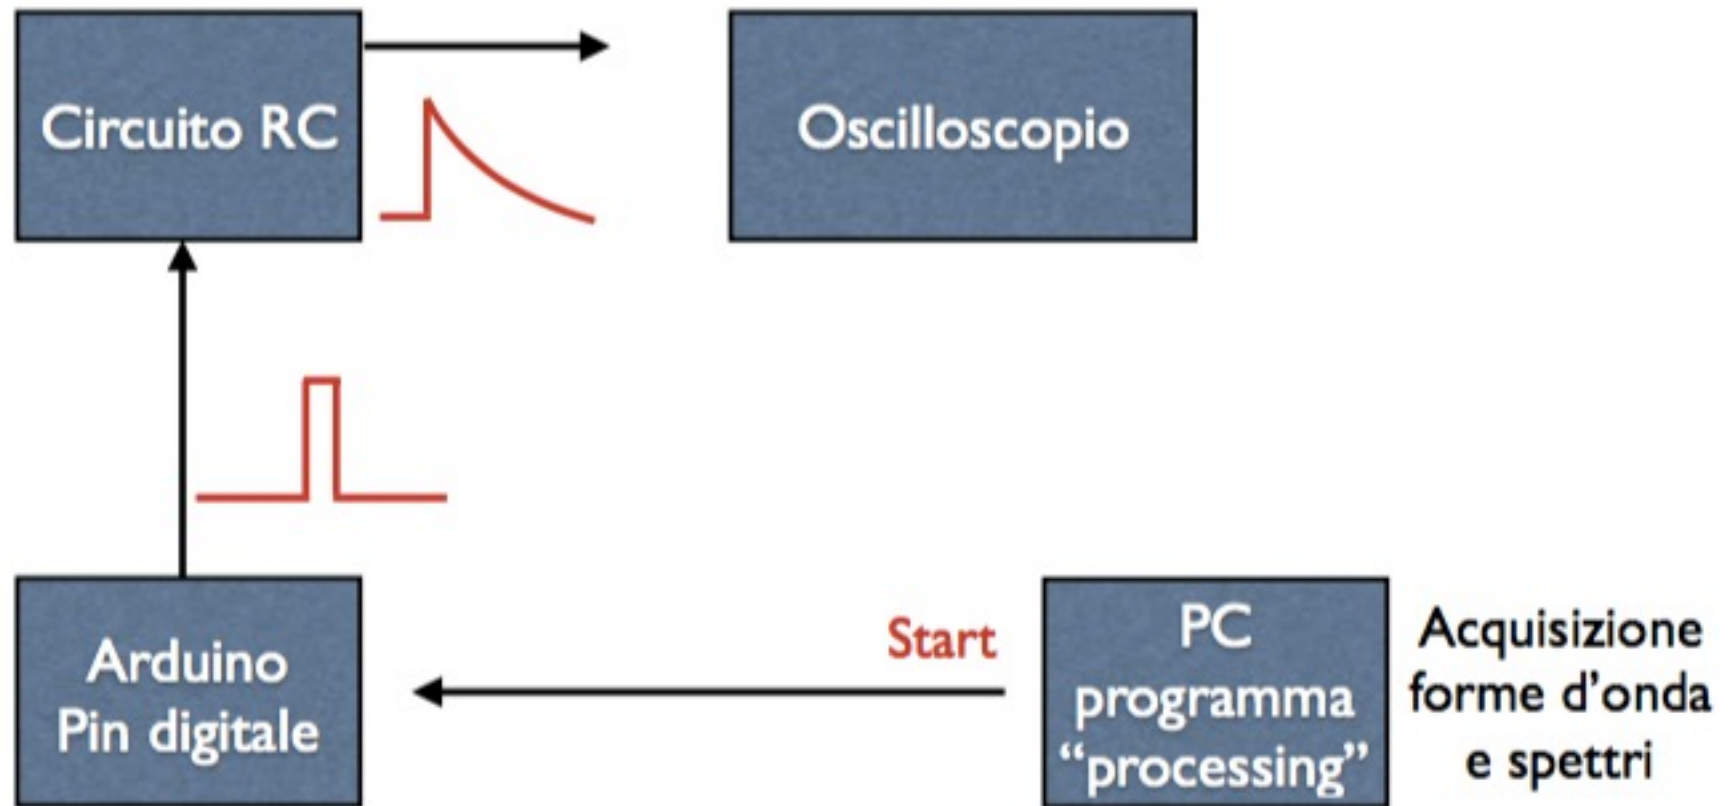 Circuito RC
Oscilloscopio
Start
Arduino
Pin digitale
PC
programma
“processing”
Acquisizione
forme d’onda
e spettri